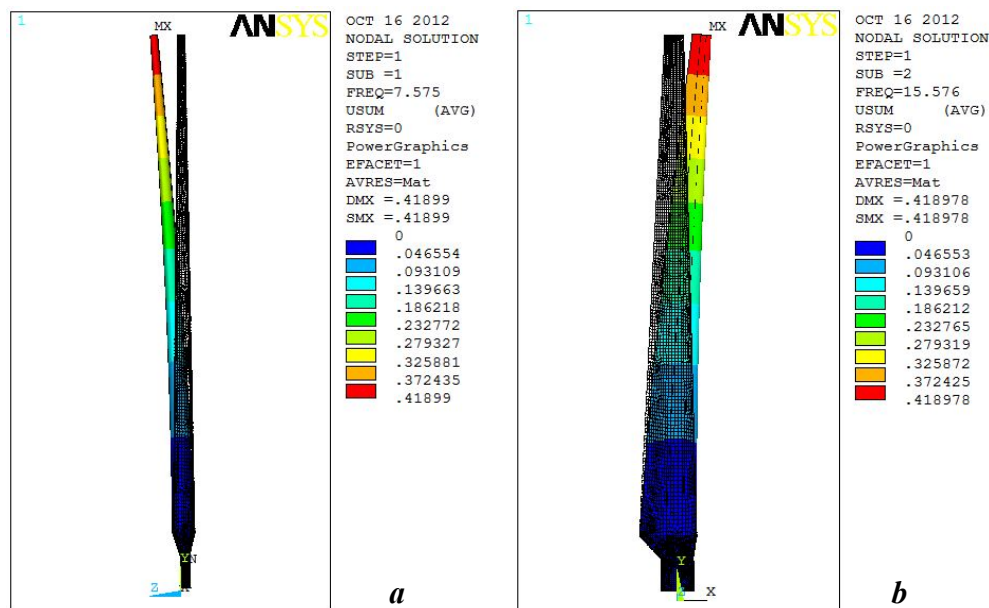 1
MX
ANSYS
OCT 16 2012
NODAL SOLUTION
STEP=1
SUB =1
FREQ=7.575
USUM (AVG)
RSYS=0
PowerGraphics
EFACET=1
AVRES=Mat
DMX =.41899
SMX =.41899
0
.046554
.093109
.139663
.186218
.232772
.279327
.325881
.372435
.41899
Z
Y
a
1
MX
ANSYS
OCT 16 2012
NODAL SOLUTION
STEP=1
SUB =2
FREQ=15.576
USUM (AVG)
RSYS=0
PowerGraphics
EFACET=1
AVRES=Mat
DMX =.418978
SMX =.418978
0
.046553
.093106
.139659
.186212
.232765
.279319
.325872
.372425
.418978
Y
Z
X
b